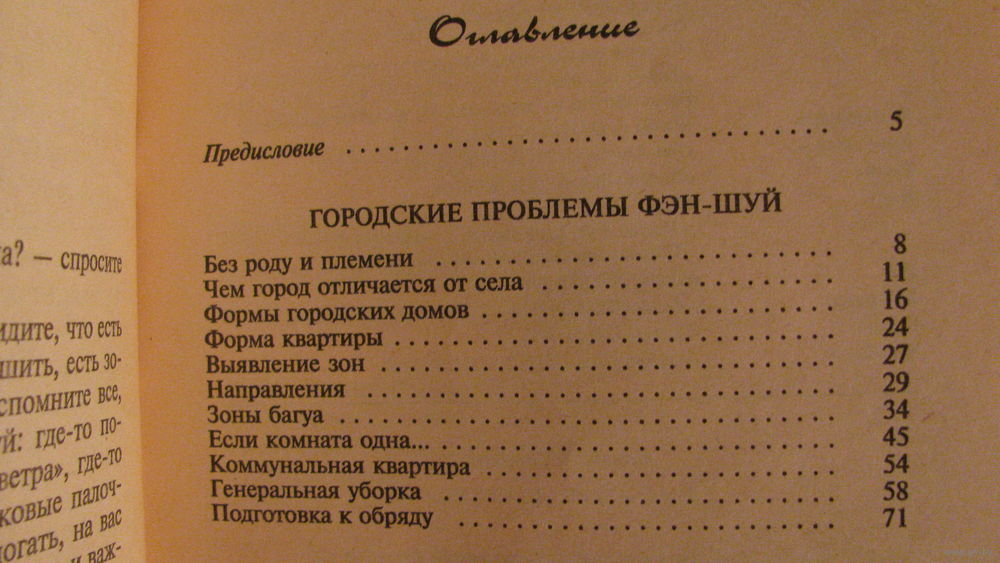 а? — спросите
идите, что есть
шить, есть зо-
спомните все,
уй: где-то по-
ветра», где-то
ковые палоч-
могать, на вас
и важ-
Оглавление
Предисловие . . . . . . . . . . . . . . . . . . . . . . . . . . . . . . 5
ГОРОДСКИЕ ПРОБЛЕМЫ ФЭН-ШУЙ
Без роду и племени . . . . . . . . . . . . . . . . . . . . . . . . 8
Чем город отличается от села . . . . . . . . . . . . . . . . . . 11
Формы городских домов . . . . . . . . . . . . . . . . . . . . . 16
Форма квартиры . . . . . . . . . . . . . . . . . . . . . . . . . . 24
Выявление зон . . . . . . . . . . . . . . . . . . . . . . . . . . . 27
Направления . . . . . . . . . . . . . . . . . . . . . . . . . . . . 29
Зоны багуа . . . . . . . . . . . . . . . . . . . . . . . . . . . . . 34
Если комната одна... . . . . . . . . . . . . . . . . . . . . . . . 45
Коммунальная квартира . . . . . . . . . . . . . . . . . . . . . 54
Генеральная уборка . . . . . . . . . . . . . . . . . . . . . . . . 58
Подготовка к обряду . . . . . . . . . . . . . . . . . . . . . . . 71